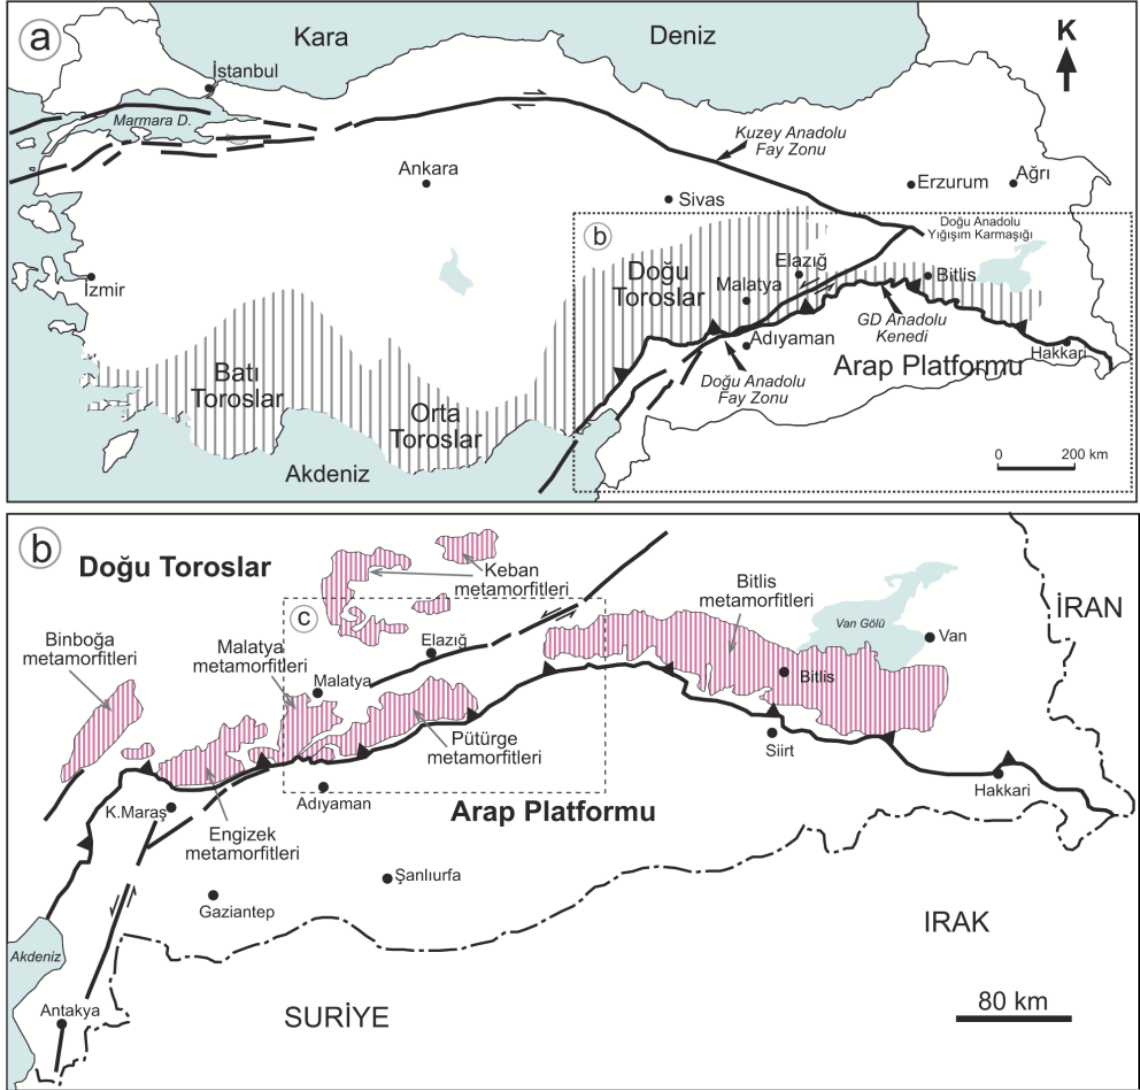 a
Kara
Deniz
K
İstanbul
Marmara D.
Kuzey Anadolu
Fay Zonu
Ankara
Erzurum
Ağrı
Sivas
b
Doğu Anadolu
Yığışım Karmaşığı
Elazığ
Bitlis
Doğu
Toroslar
Malatya
İzmir
GD Anadolu
Kenedi
Adıyaman
Hakkari
Arap Platformu
Batı
Toroslar
Doğu Anadolu
Fay Zonu
Orta
Toroslar
Akdeniz
0 200 km
b
Doğu Toroslar
Keban
metamorfitleri
Bitlis
metamorfitleri
İRAN
c
Van Gölü
Van
Binboğa
metamorfitleri
Malatya
metamorfitleri
Elazığ
Malatya
Bitlis
Pütürge
metamorfitleri
Siirt
Adıyaman
Hakkari
K.Maraş
Arap Platformu
Engizek
metamorfitleri
Şanlıurfa
Gaziantep
IRAK
Akdeniz
Antakya
SURİYE
80 km